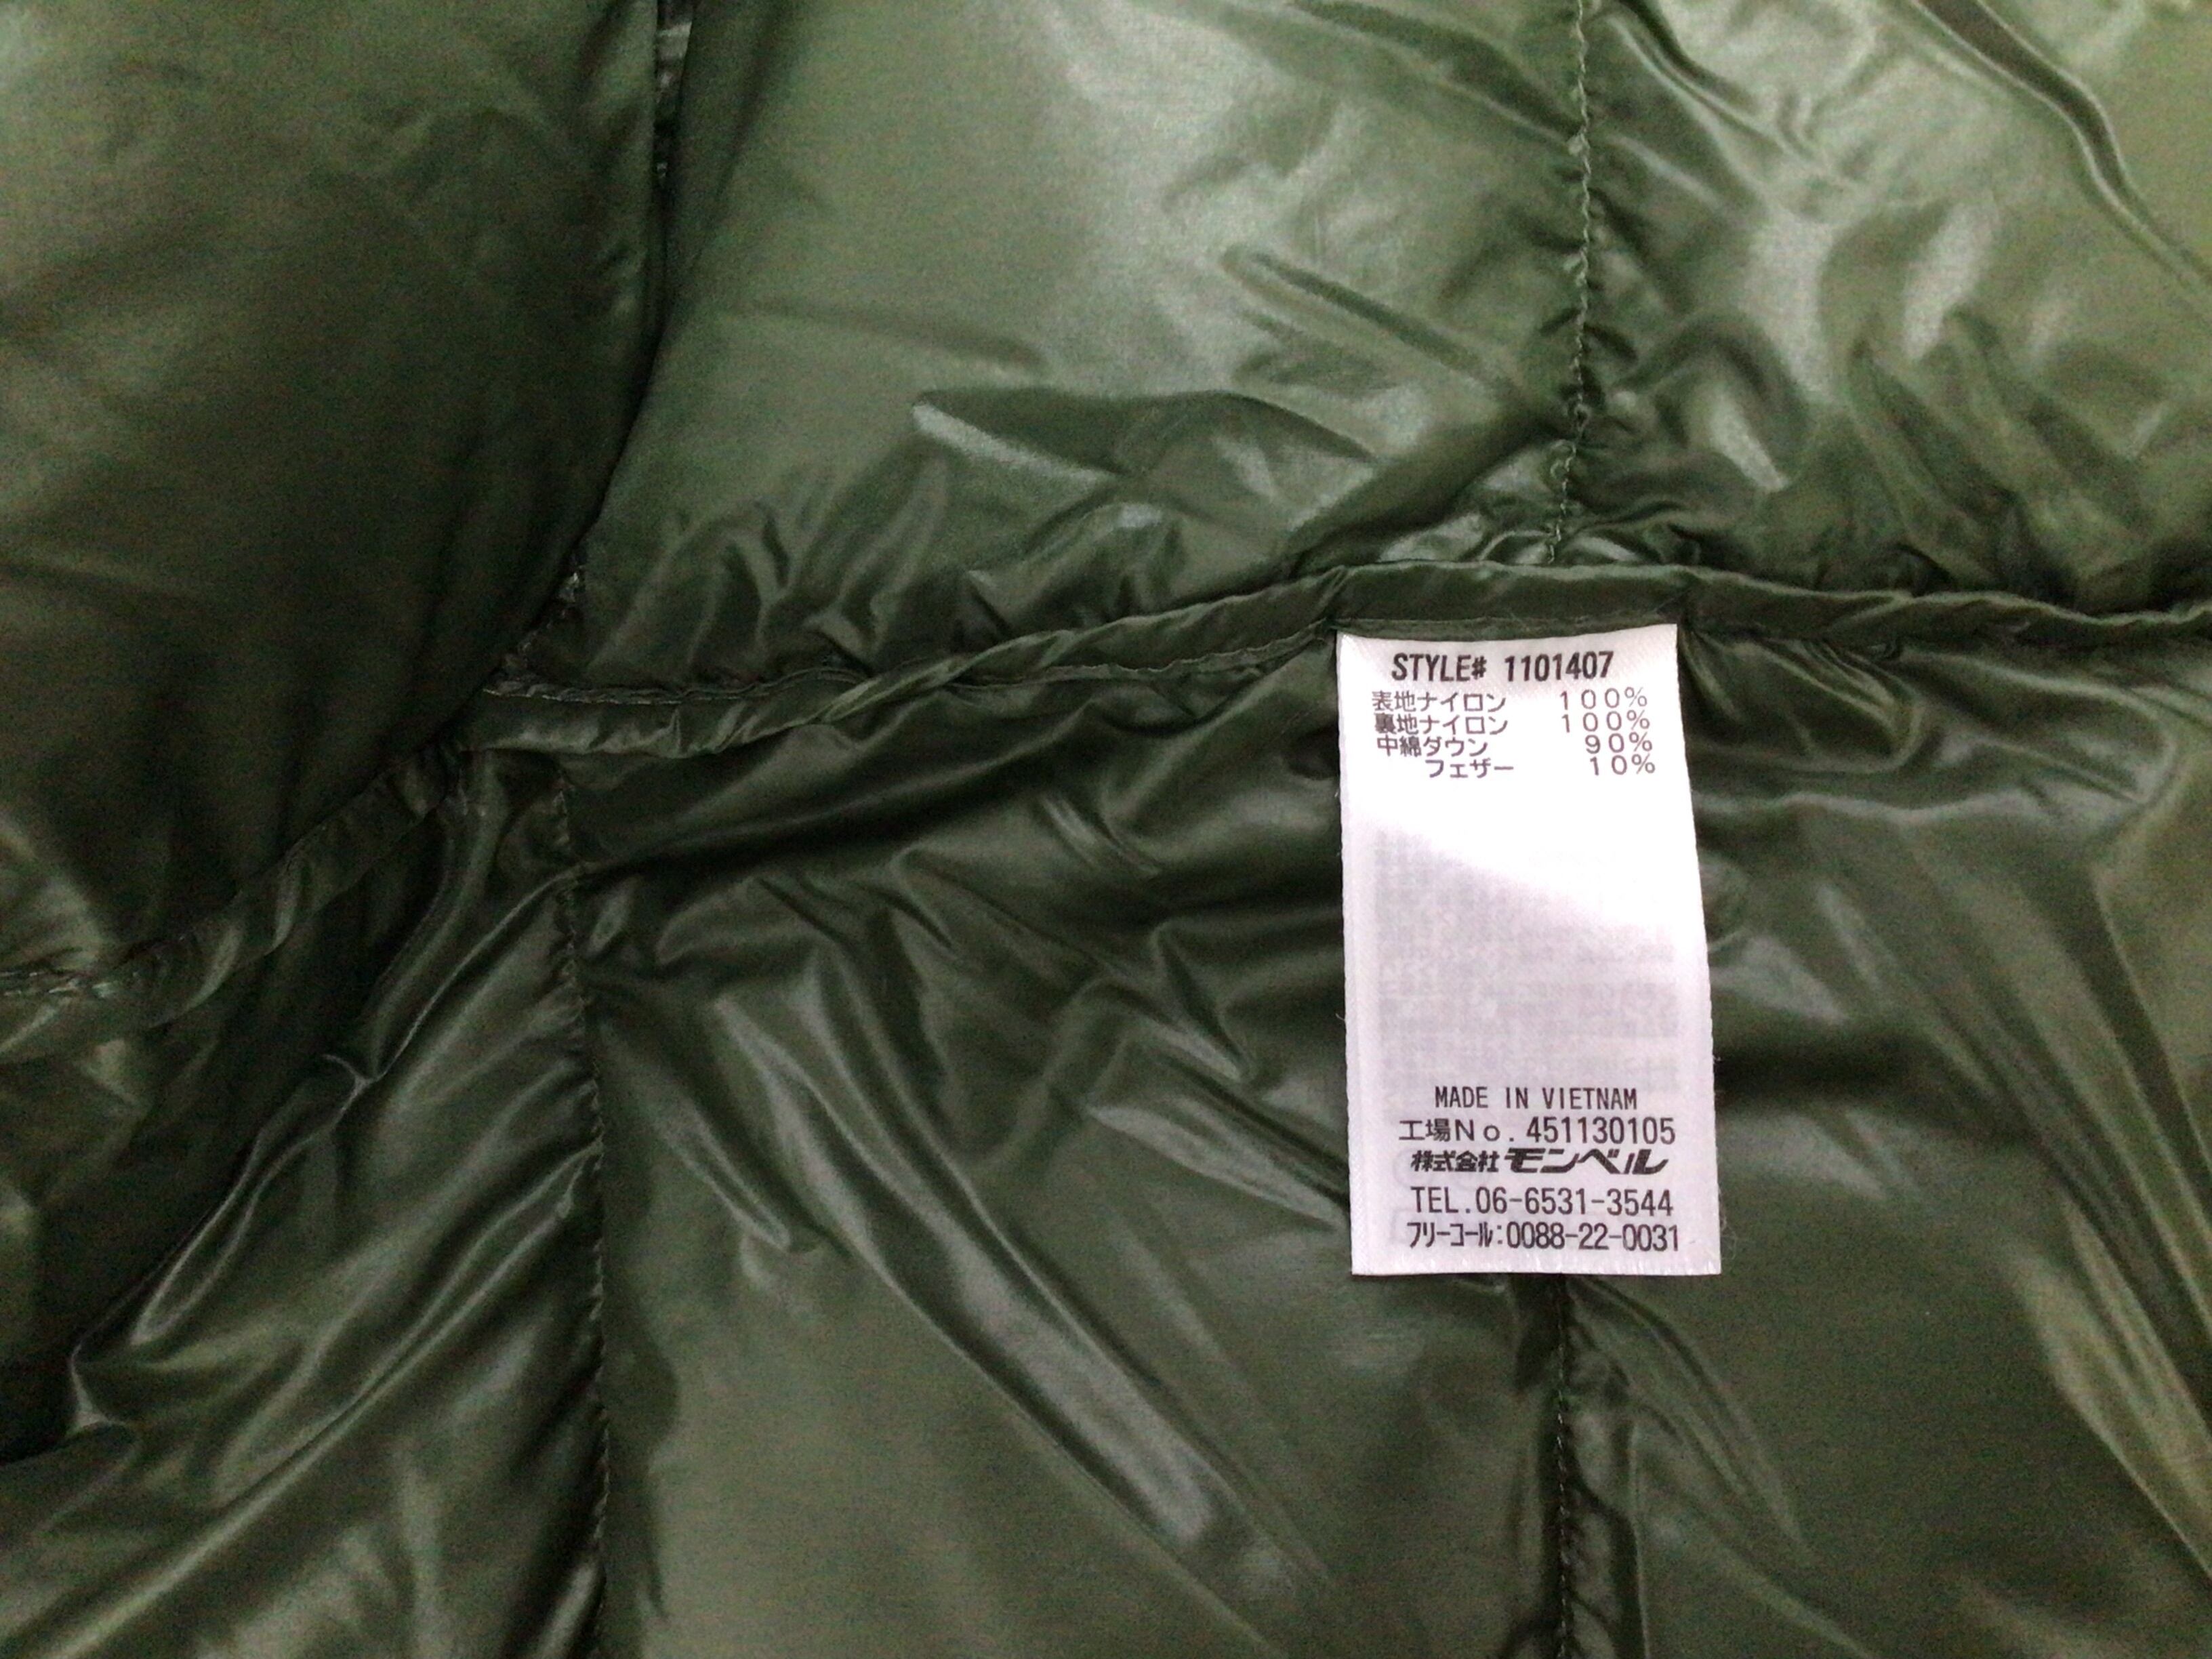 STYLE# 1101407
表地ナイロン 100%
裏地ナイロン 100%
中綿ダウン 90%
フェザー 10%
MADE IN VIETNAM
工場No. 451130105
株式会社モンベル
TEL.06-6531-3544
フリーコール:0088-22-0031